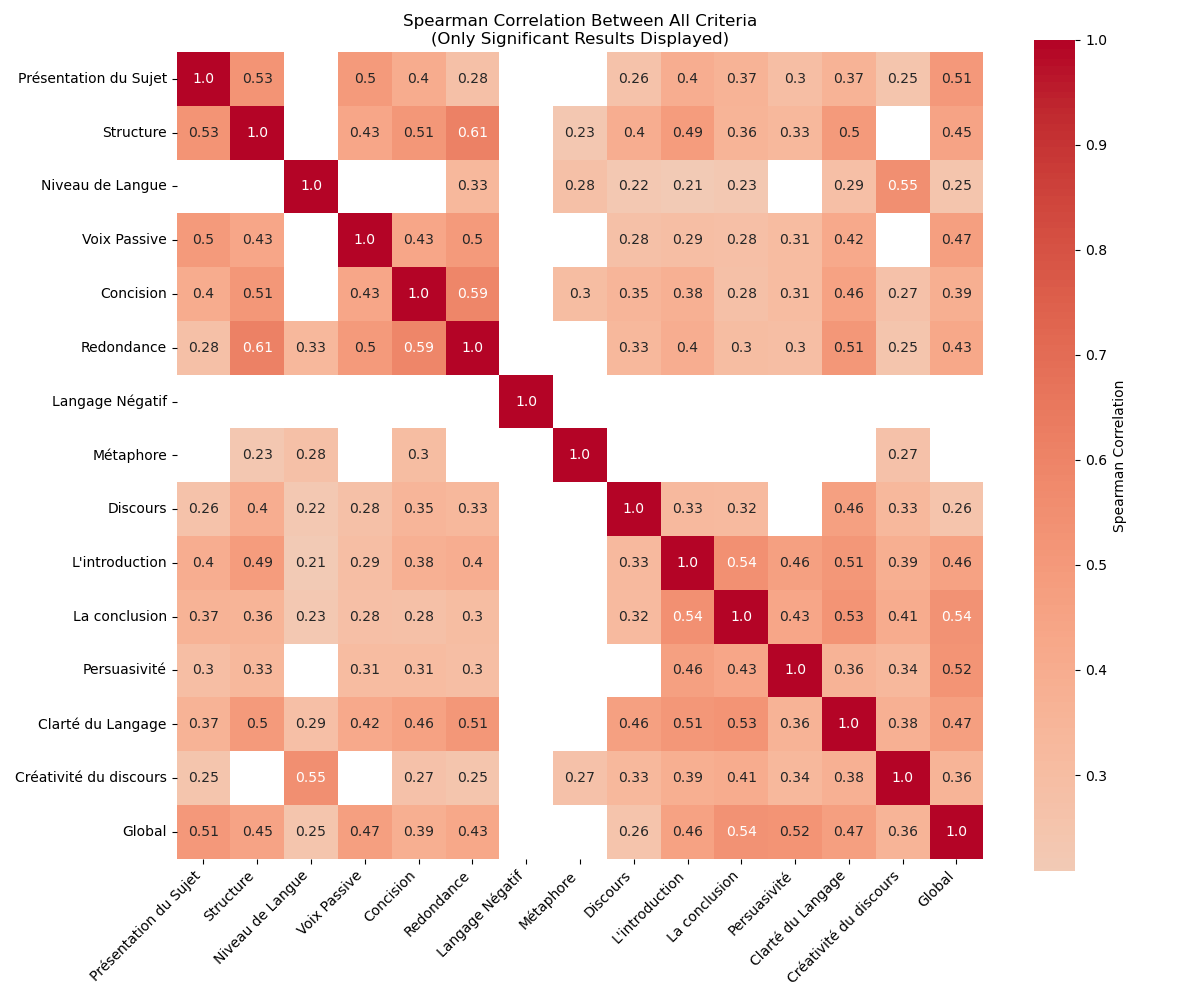 Spearman Correlation Between All Criteria
(Only Significant Results Displayed)
Présentation du Sujet 1.0 0.53 0.5 0.4 0.28 0.26 0.4 0.37 0.3 0.37 0.25 0.51
Structure 0.53 1.0 0.43 0.51 0.61 0.23 0.4 0.49 0.36 0.33 0.5 0.45
Niveau de Langue 1.0 0.33 0.28 0.22 0.21 0.23 0.29 0.55 0.25
Voix Passive 0.5 0.43 1.0 0.43 0.5 0.28 0.29 0.28 0.31 0.42 0.47
Concision 0.4 0.51 0.43 1.0 0.59 0.3 0.35 0.38 0.28 0.31 0.46 0.27 0.39
Redondance 0.28 0.61 0.33 0.5 0.59 1.0 0.33 0.4 0.3 0.3 0.51 0.25 0.43
Langage Négatif 1.0
Métaphore 0.23 0.28 0.3 1.0 0.27
Discours 0.26 0.4 0.22 0.28 0.35 0.33 1.0 0.33 0.32 0.46 0.33 0.26
L'introduction 0.4 0.49 0.21 0.29 0.38 0.4 0.33 1.0 0.54 0.46 0.51 0.39 0.46
La conclusion 0.37 0.36 0.23 0.28 0.28 0.3 0.32 0.54 1.0 0.43 0.53 0.41 0.54
Persuasivité 0.3 0.33 0.31 0.31 0.3 0.46 0.43 1.0 0.36 0.34 0.52
Clarté du Langage 0.37 0.5 0.29 0.42 0.46 0.51 0.46 0.51 0.53 0.36 1.0 0.38 0.47
Créativité du discours 0.25 0.55 0.27 0.25 0.27 0.33 0.39 0.41 0.34 0.38 1.0 0.36
Global 0.51 0.45 0.25 0.47 0.39 0.43 0.26 0.46 0.54 0.52 0.47 0.36 1.0
Présentation du Sujet
Structure
Niveau de Langue
Voix Passive
Concision
Redondance
Langage Négatif
Métaphore
Discours
L'introduction
La conclusion
Persuasivité
Clarté du Langage
Créativité du discours
Global
1.0
0.9
0.8
0.7
0.6
0.5
0.4
0.3
Spearman Correlation